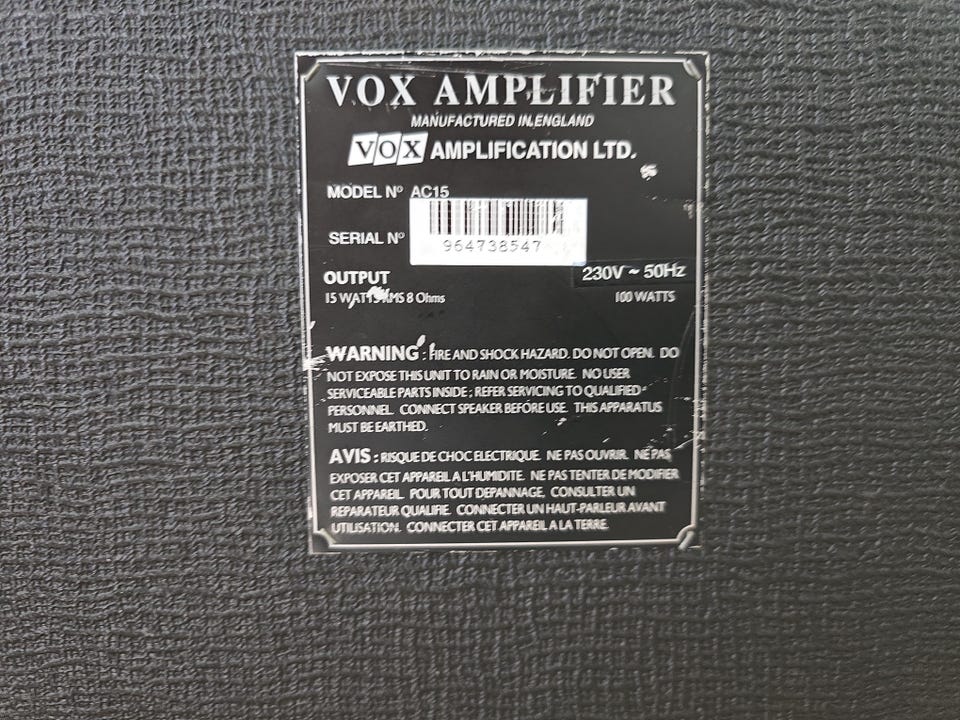 VOX AMPLIFIER
MANUFACTURED IN ENGLAND
VOX AMPLIFICATION LTD.
MODEL Nº AC15
SERIAL Nº 964738547
OUTPUT 230V ~ 50Hz
15 WATTS RMS 8 Ohms 100 WATTS
WARNING : FIRE AND SHOCK HAZARD. DO NOT OPEN. DO
NOT EXPOSE THIS UNIT TO RAIN OR MOISTURE. NO USER
SERVICEABLE PARTS INSIDE ; REFER SERVICING TO QUALIFIED
PERSONNEL. CONNECT SPEAKER BEFORE USE. THIS APPARATUS
MUST BE EARTHED.
AVIS : RISQUE DE CHOC ELECTRIQUE. NE PAS OUVRIR. NE PAS
EXPOSER CET APPAREIL A L'HUMIDITE. NE PAS TENTER DE MODIFIER
CET APPAREIL. POUR TOUT DEPANNAGE, CONSULTER UN
REPARATEUR QUALIFIE. CONNECTER UN HAUT-PARLEUR AVANT
UTILISATION. CONNECTER CET APPAREIL A LA TERRE.